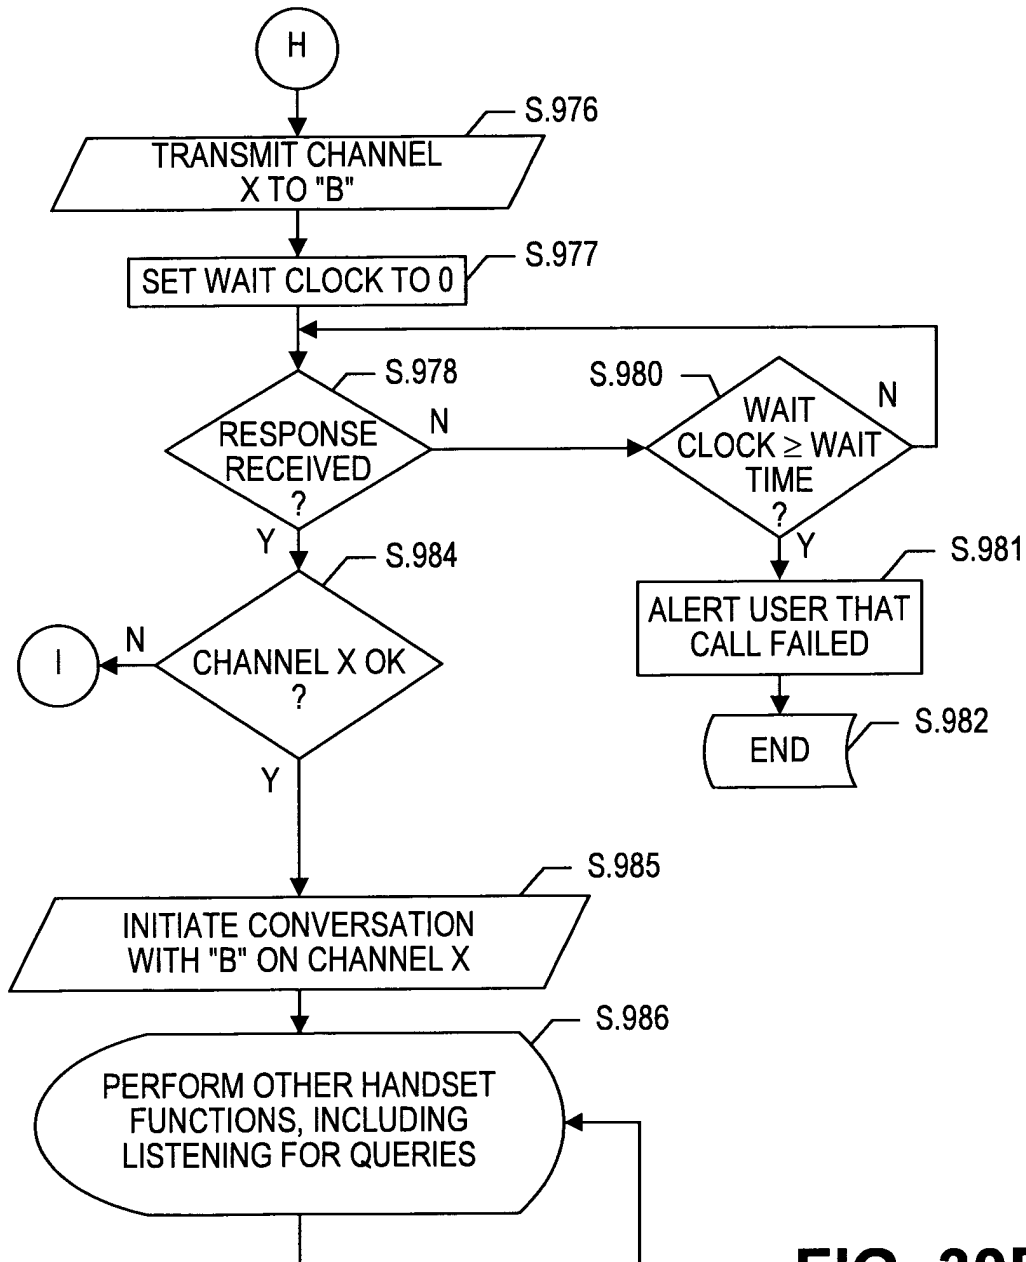 H
S.976
TRANSMIT CHANNEL
X TO "B"
S.977
SET WAIT CLOCK TO 0
S.978
RESPONSE
RECEIVED
?
N
Y
S.980
WAIT
CLOCK ≥ WAIT
TIME
?
N
Y
S.981
ALERT USER THAT
CALL FAILED
S.982
END
S.984
CHANNEL X OK
?
N
I
Y
S.985
INITIATE CONVERSATION
WITH "B" ON CHANNEL X
S.986
PERFORM OTHER HANDSET
FUNCTIONS, INCLUDING
LISTENING FOR QUERIES
FIG.